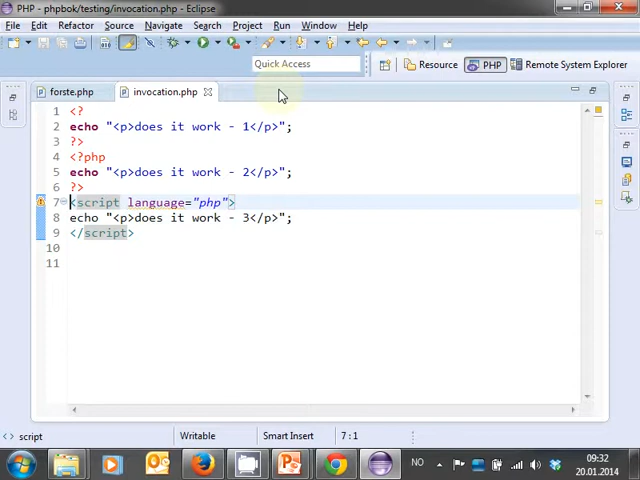 PHP - phpbok/testing/invocation.php - Eclipse
File Edit Refactor Source Navigate Search Project Run Window Help
Quick Access
Resource PHP Remote System Explorer
forste.php invocation.php
1 <?
2 echo "<p>does it work - 1</p>";
3 ?>
4 <?php
5 echo "<p>does it work - 2</p>";
6 ?>
7 <script language="php">
8 echo "<p>does it work - 3</p>";
9 </script>
10
11
<> script Writable Smart Insert 7 : 1
NO 09:32
20.01.2014